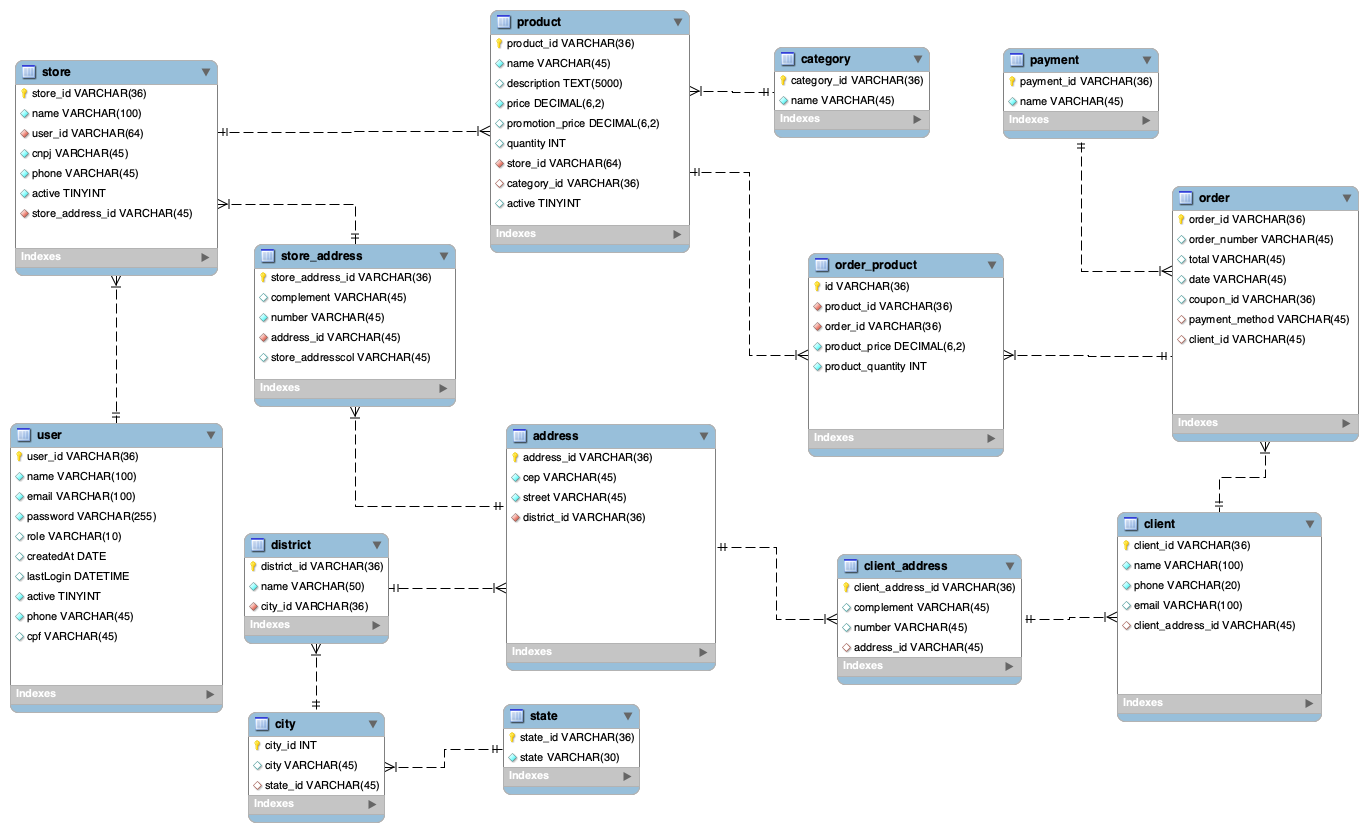 product
product_id VARCHAR(36)
name VARCHAR(45)
description TEXT(5000)
price DECIMAL(6,2)
promotion_price DECIMAL(6,2)
quantity INT
store_id VARCHAR(64)
category_id VARCHAR(36)
active TINYINT
Indexes
category
category_id VARCHAR(36)
name VARCHAR(45)
Indexes
payment
payment_id VARCHAR(36)
name VARCHAR(45)
Indexes
store
store_id VARCHAR(36)
name VARCHAR(100)
user_id VARCHAR(64)
cnpj VARCHAR(45)
phone VARCHAR(45)
active TINYINT
store_address_id VARCHAR(45)
Indexes
order
order_id VARCHAR(36)
order_number VARCHAR(45)
total VARCHAR(45)
date VARCHAR(45)
coupon_id VARCHAR(36)
payment_method VARCHAR(45)
client_id VARCHAR(45)
Indexes
store_address
store_address_id VARCHAR(36)
complement VARCHAR(45)
number VARCHAR(45)
address_id VARCHAR(45)
store_addresscol VARCHAR(45)
Indexes
order_product
id VARCHAR(36)
product_id VARCHAR(36)
order_id VARCHAR(36)
product_price DECIMAL(6,2)
product_quantity INT
Indexes
user
user_id VARCHAR(36)
name VARCHAR(100)
email VARCHAR(100)
password VARCHAR(255)
role VARCHAR(10)
createdAt DATE
lastLogin DATETIME
active TINYINT
phone VARCHAR(45)
cpf VARCHAR(45)
Indexes
address
address_id VARCHAR(36)
cep VARCHAR(45)
street VARCHAR(45)
district_id VARCHAR(36)
Indexes
district
district_id VARCHAR(36)
name VARCHAR(50)
city_id VARCHAR(36)
Indexes
client_address
client_address_id VARCHAR(36)
complement VARCHAR(45)
number VARCHAR(45)
address_id VARCHAR(45)
Indexes
client
client_id VARCHAR(36)
name VARCHAR(100)
phone VARCHAR(20)
email VARCHAR(100)
client_address_id VARCHAR(45)
Indexes
city
city_id INT
city VARCHAR(45)
state_id VARCHAR(45)
Indexes
state
state_id VARCHAR(36)
state VARCHAR(30)
Indexes